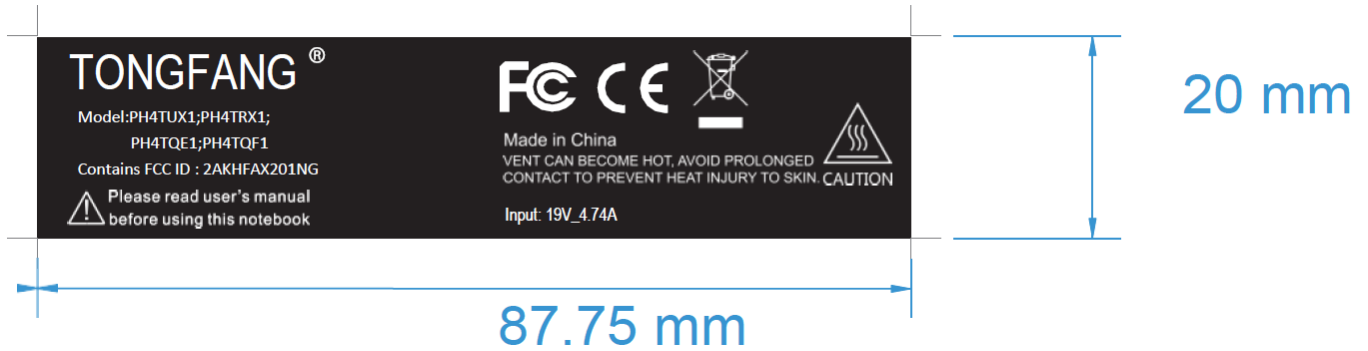 TONGFANG ®
Model:PH4TUX1;PH4TRX1;
PH4TQE1;PH4TQF1
Contains FCC ID : 2AKHFAX201NG
Please read user's manual
before using this notebook
FC CE
Made in China
VENT CAN BECOME HOT, AVOID PROLONGED
CONTACT TO PREVENT HEAT INJURY TO SKIN.
CAUTION
Input: 19V_4.74A
20 mm
87.75 mm